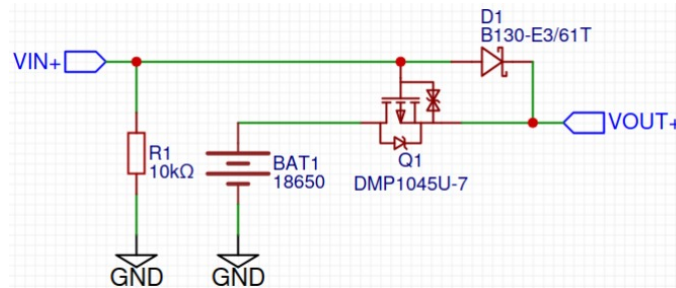 D1
B130-E3/61T
VIN+
VOUT+
R1
10kΩ
BAT1
18650
Q1
DMP1045U-7
GND
GND